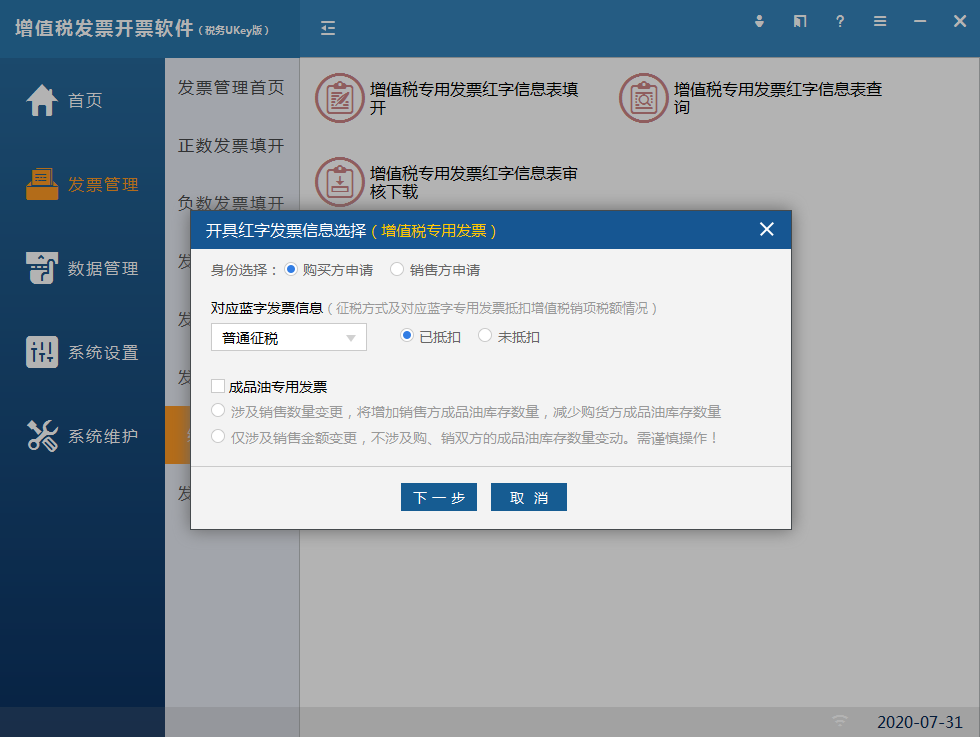 增值税发票开票软件（税务UKey版）
首页
发票管理
数据管理
系统设置
系统维护
发票管理首页
正数发票填开
负数发票填开
发
发
发
发
增值税专用发票红字信息表填
开
增值税专用发票红字信息表查
询
增值税专用发票红字信息表审
核下载
开具红字发票信息选择（增值税专用发票）
身份选择： 购买方申请 销售方申请
对应蓝字发票信息（征税方式及对应蓝字专用发票抵扣增值税销项税额情况）
普通征税 已抵扣 未抵扣
成品油专用发票
涉及销售数量变更，将增加销售方成品油库存数量，减少购货方成品油库存数量
仅涉及销售金额变更，不涉及购、销双方的成品油库存数量变动。需谨慎操作！
下一步 取 消
2020-07-31